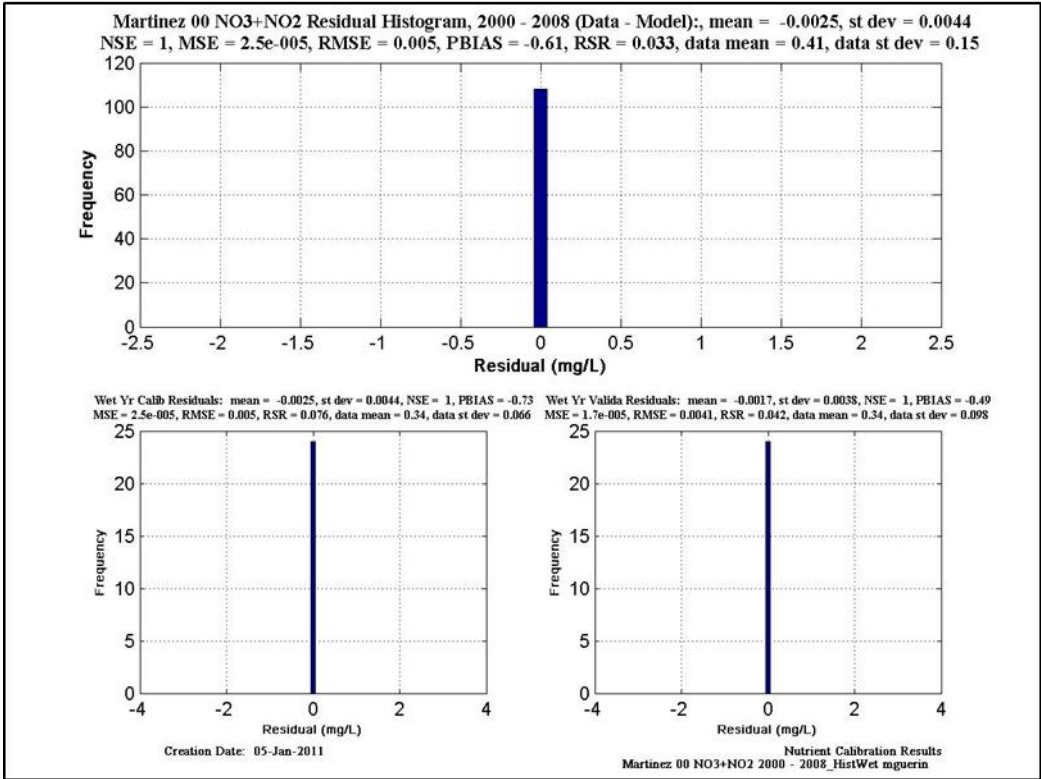 Martinez 00 NO3+NO2 Residual Histogram, 2000 - 2008 (Data - Model):, mean = -0.0025, st dev = 0.0044
NSE = 1, MSE = 2.5e-005, RMSE = 0.005, PBIAS = -0.61, RSR = 0.033, data mean = 0.41, data st dev = 0.15
120
100
80
60
40
20
0
Frequency
-2.5 -2 -1.5 -1 -0.5 0 0.5 1 1.5 2 2.5
Residual (mg/L)
Wet Yr Calib Residuals: mean = -0.0025, st dev = 0.0044, NSE = 1, PBIAS = -0.73
MSE = 2.5e-005, RMSE = 0.005, RSR = 0.076, data mean = 0.34, data st dev = 0.066
25
20
15
10
5
0
Frequency
-4 -2 0 2 4
Residual (mg/L)
Wet Yr Valida Residuals: mean = -0.0017, st dev = 0.0038, NSE = 1, PBIAS = -0.49
MSE = 1.7e-005, RMSE = 0.0041, RSR = 0.042, data mean = 0.34, data st dev = 0.098
25
20
15
10
5
0
Frequency
-4 -2 0 2 4
Residual (mg/L)
Creation Date: 05-Jan-2011
Nutrient Calibration Results
Martinez 00 NO3+NO2 2000 - 2008_HistWet mguerin